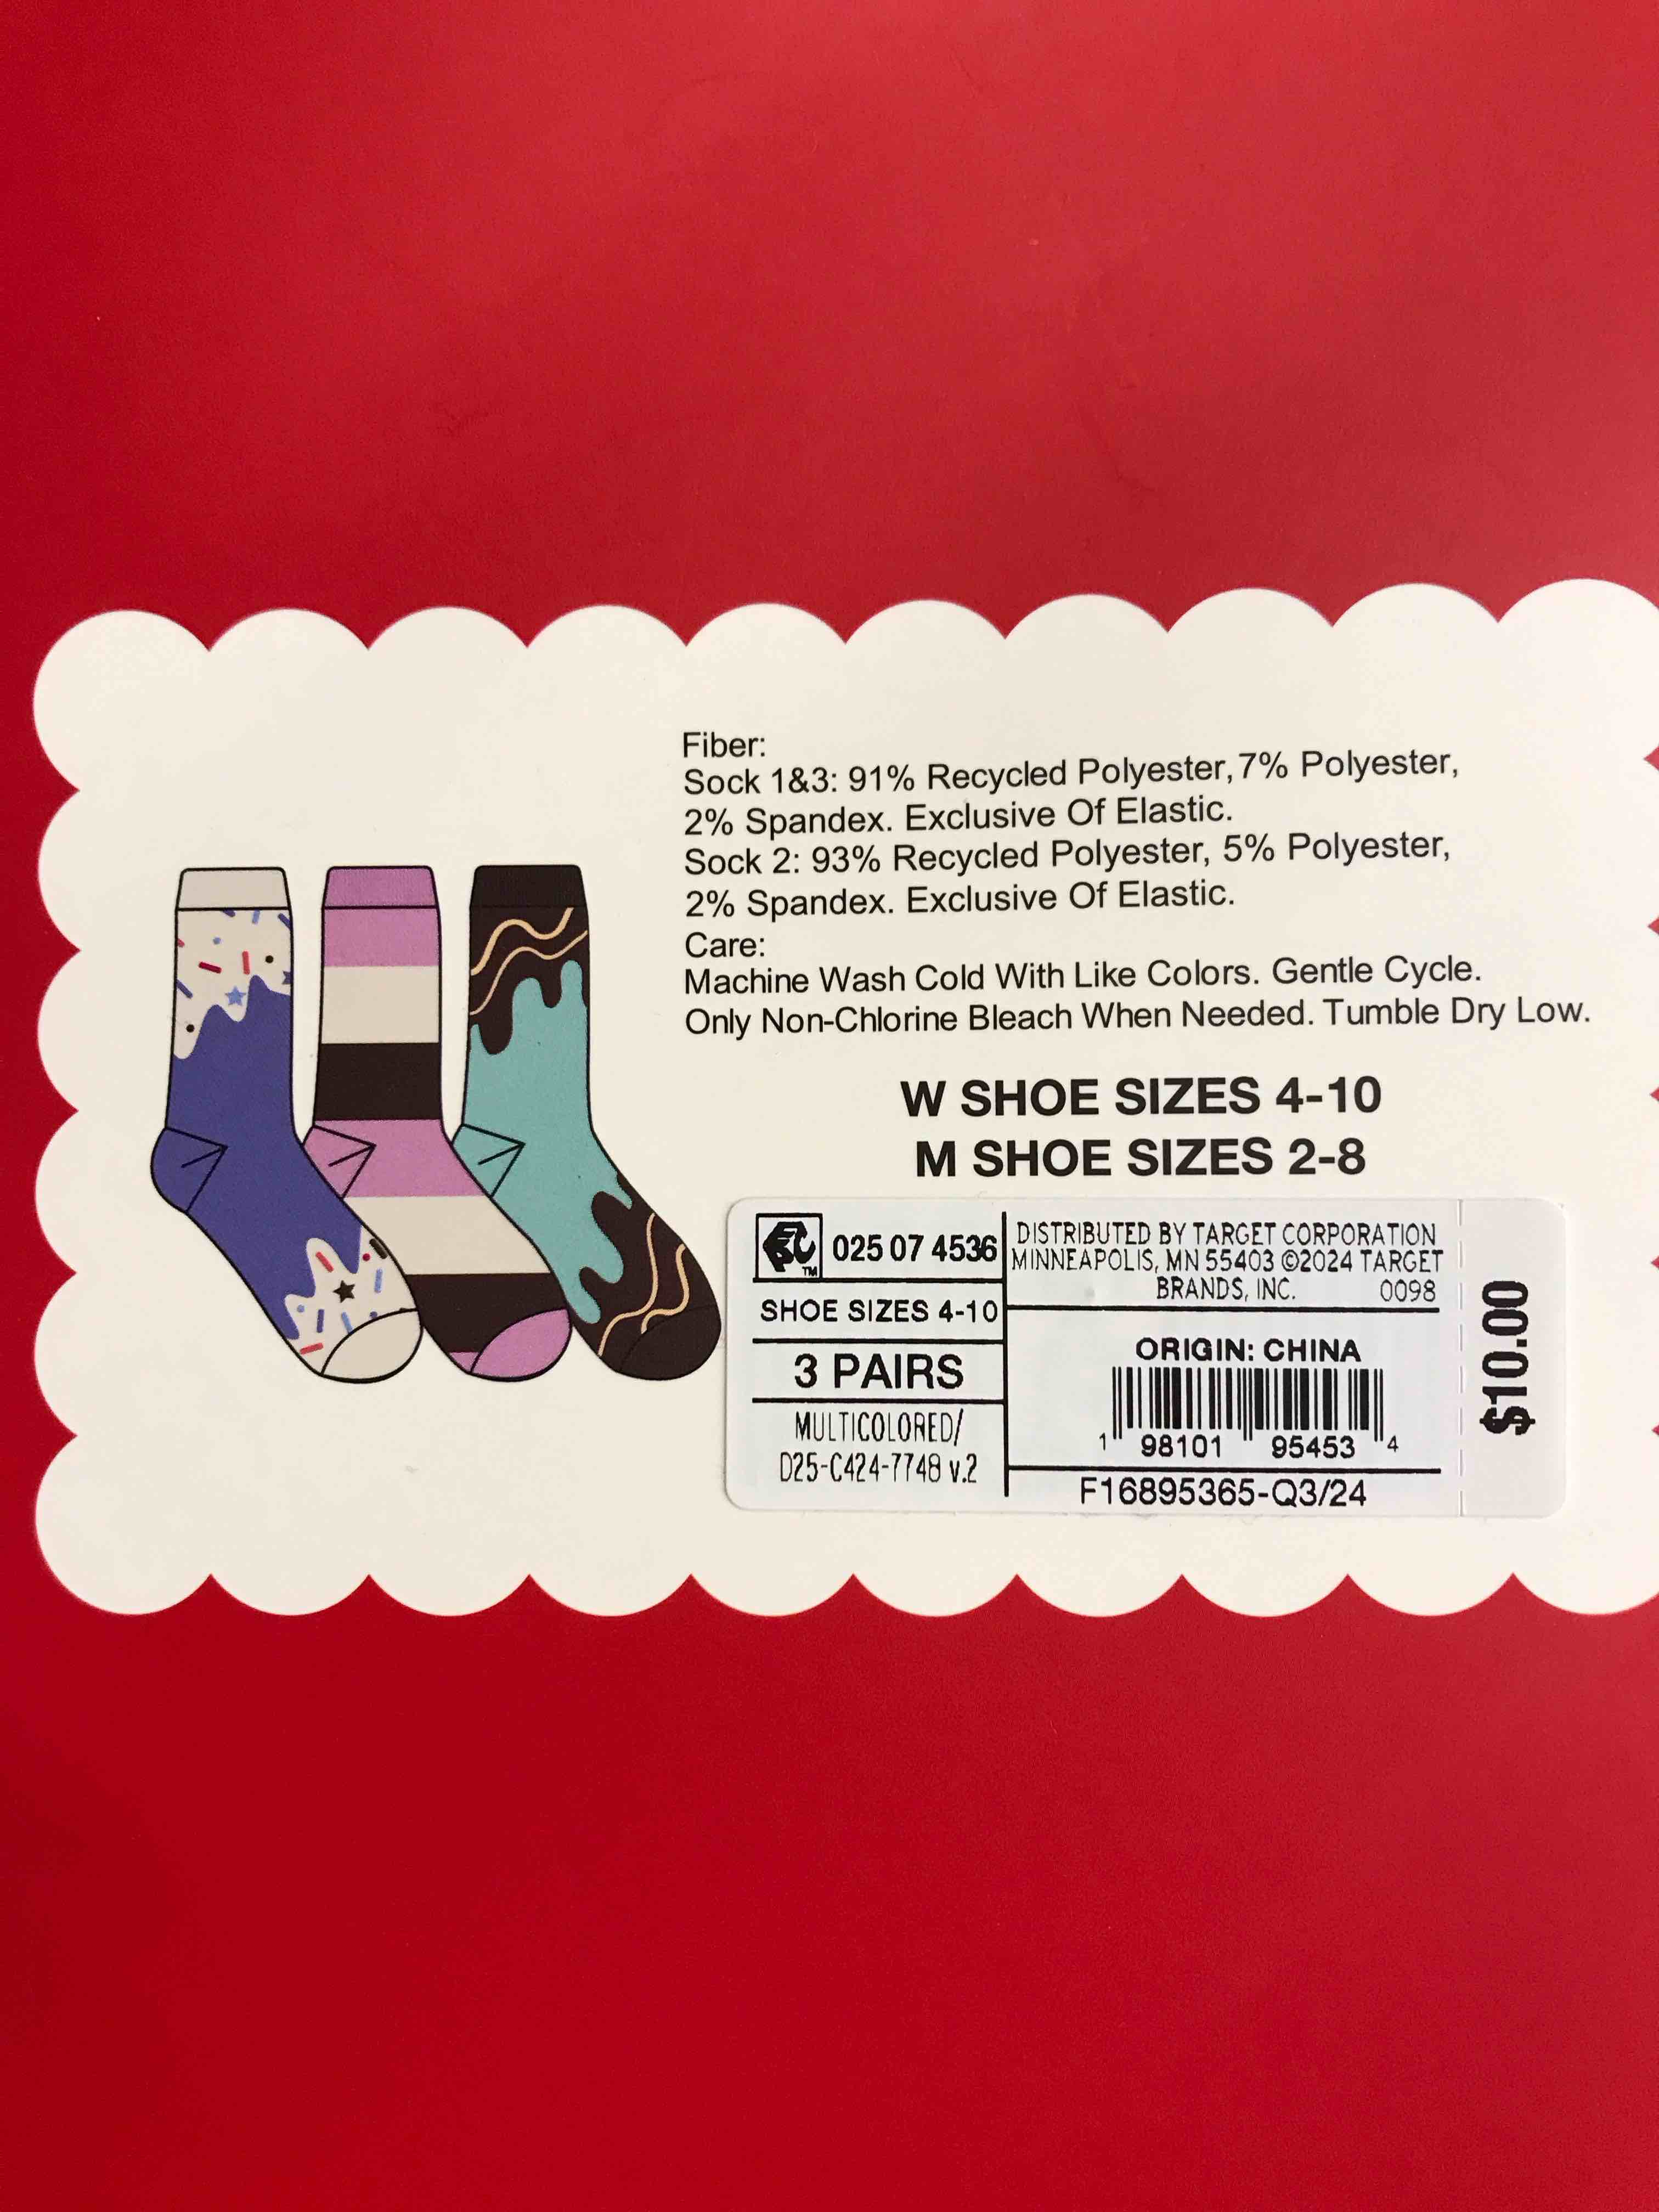 Fiber:
Sock 1&3: 91% Recycled Polyester, 7% Polyester,
2% Spandex. Exclusive Of Elastic.
Sock 2: 93% Recycled Polyester, 5% Polyester,
2% Spandex. Exclusive Of Elastic.
Care:
Machine Wash Cold With Like Colors. Gentle Cycle.
Only Non-Chlorine Bleach When Needed. Tumble Dry Low.
W SHOE SIZES 4-10
M SHOE SIZES 2-8
TM
025 07 4536
SHOE SIZES 4-10
3 PAIRS
MULTICOLORED/
D25-C424-7748 v.2
DISTRIBUTED BY TARGET CORPORATION
MINNEAPOLIS, MN 55403 ©2024 TARGET
BRANDS, INC. 0098
ORIGIN: CHINA
1 98101 95453 4
F16895365-Q3/24
$10.00